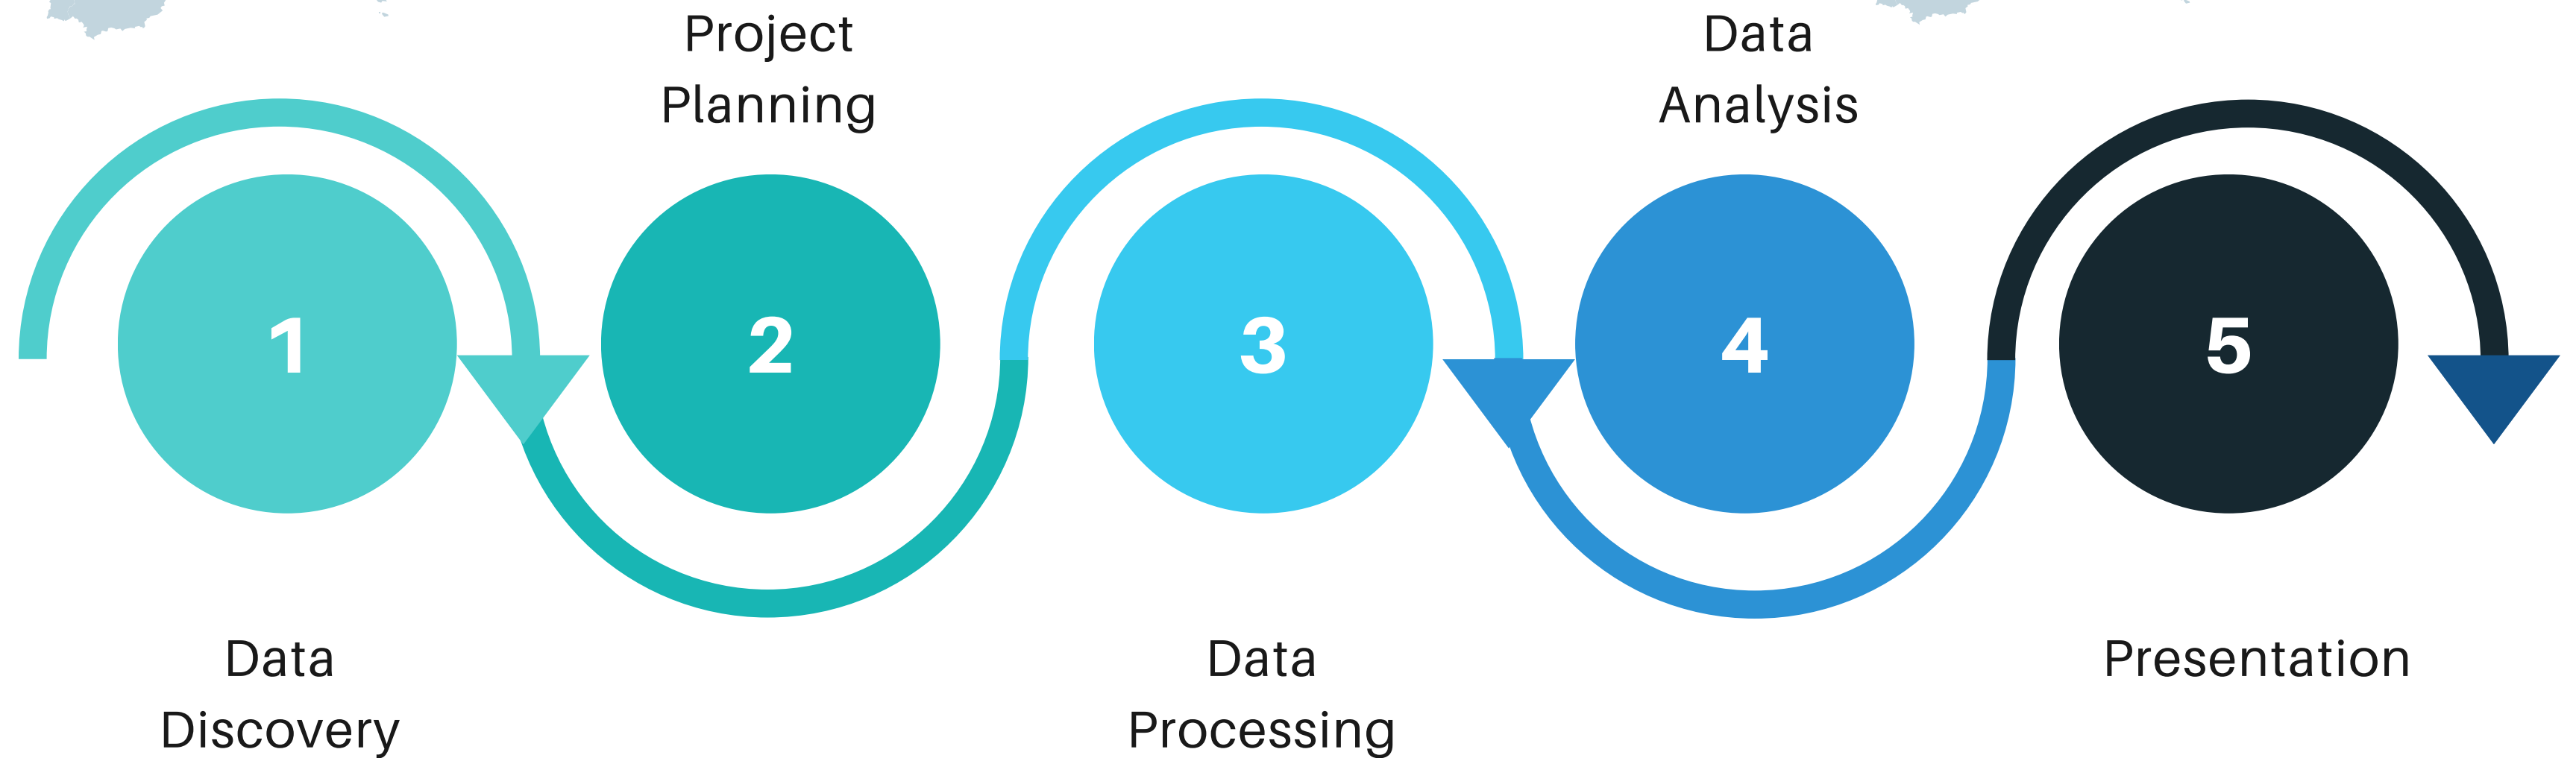 1
Data
Discovery
Project
Planning
2
3
Data
Processing
Data
Analysis
4
5
Presentation